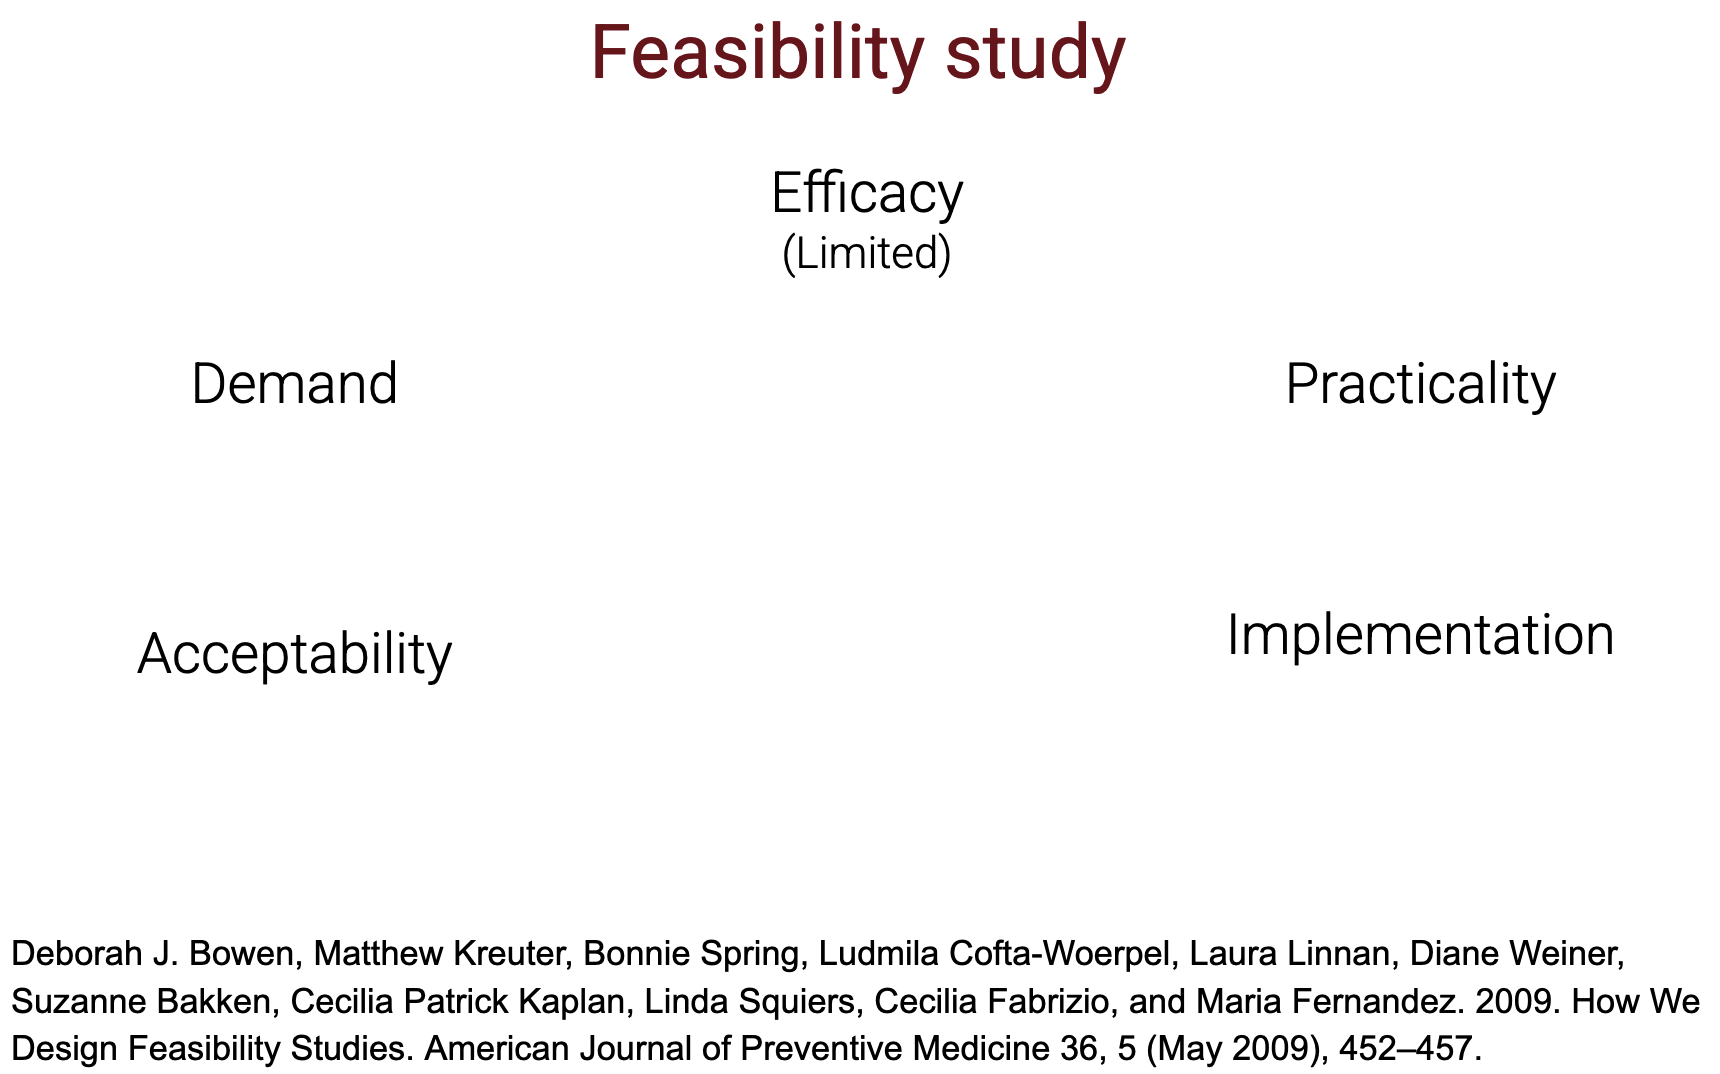 Feasibility study
Efficacy
(Limited)
Demand
Practicality
Acceptability
Implementation
Deborah J. Bowen, Matthew Kreuter, Bonnie Spring, Ludmila Cofta-Woerpel, Laura Linnan, Diane Weiner,
Suzanne Bakken, Cecilia Patrick Kaplan, Linda Squiers, Cecilia Fabrizio, and Maria Fernandez. 2009. How We
Design Feasibility Studies. American Journal of Preventive Medicine 36, 5 (May 2009), 452–457.